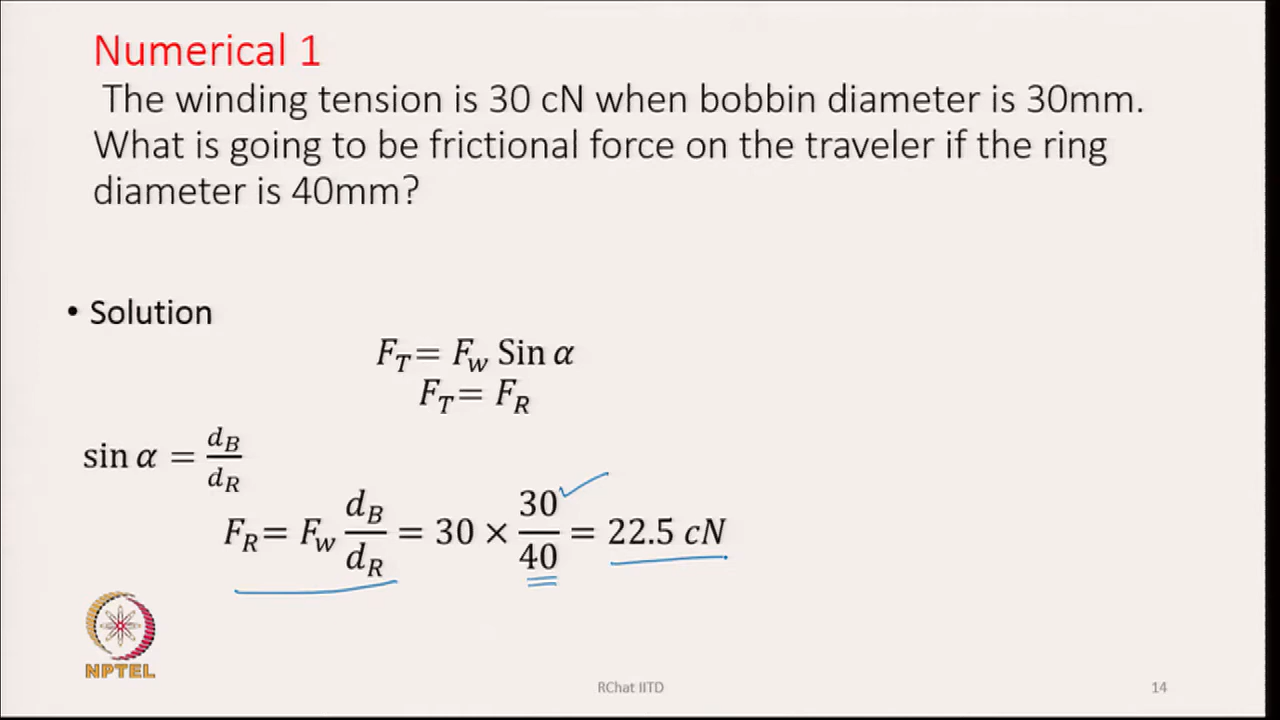 Numerical 1
The winding tension is 30 cN when bobbin diameter is 30mm.
What is going to be frictional force on the traveler if the ring
diameter is 40mm?
• Solution
F_T= F_w Sin α
F_T= F_R
sin α = d_B/d_R
F_R= F_w d_B/d_R = 30 × 30/40 = 22.5 cN
NPTEL
RChat IITD
14